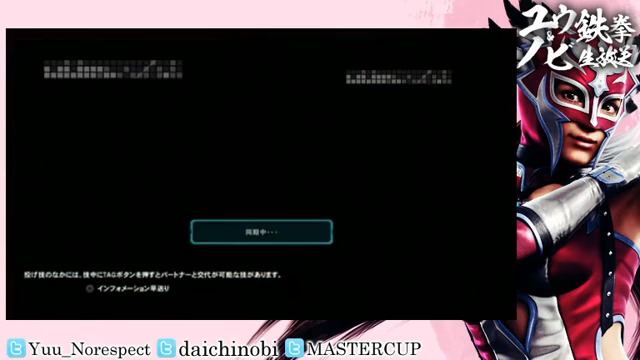 ユウ&ノビ
鉄拳
生放送
同期中・・・
投げ技のなかには、技中にTAGボタンを押すとパートナーと交代が可能な技があります。
インフォメーション早送り
Yuu_Norespect daichinobi MASTERCUP